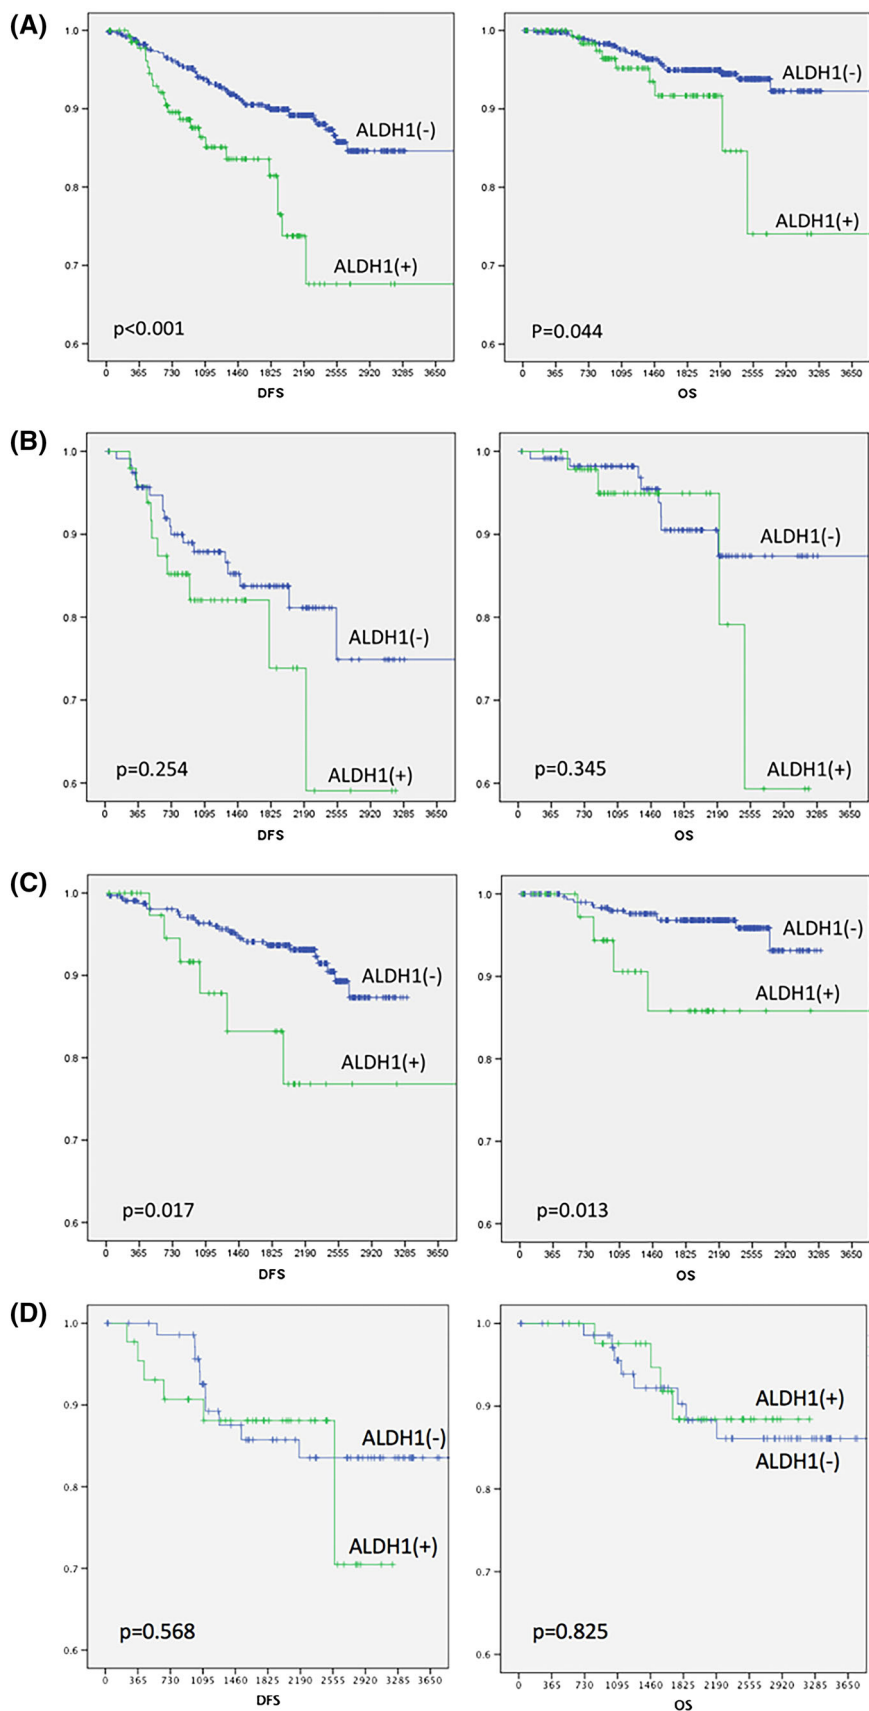 (A)
1.0
0.9
0.8
0.7
0.6
ALDH1(-)
ALDH1(+)
p<0.001
0 365 730 1095 1460 1825 2190 2555 2920 3285 3650
DFS
1.0
0.9
0.8
0.7
0.6
ALDH1(-)
ALDH1(+)
P=0.044
0 365 730 1095 1460 1825 2190 2555 2920 3285 3650
OS
(B)
1.0
0.9
0.8
0.7
0.6
ALDH1(-)
ALDH1(+)
p=0.254
0 365 730 1095 1460 1825 2190 2555 2920 3285 3650
DFS
1.0
0.9
0.8
0.7
0.6
ALDH1(-)
ALDH1(+)
p=0.345
0 365 730 1095 1460 1825 2190 2555 2920 3285 3650
OS
(C)
1.0
0.9
0.8
0.7
0.6
ALDH1(-)
ALDH1(+)
p=0.017
0 365 730 1095 1460 1825 2190 2555 2920 3285 3650
DFS
1.0
0.9
0.8
0.7
0.6
ALDH1(-)
ALDH1(+)
p=0.013
0 365 730 1095 1460 1825 2190 2555 2920 3285 3650
OS
(D)
1.0
0.9
0.8
0.7
0.6
ALDH1(-)
ALDH1(+)
p=0.568
0 365 730 1095 1460 1825 2190 2555 2920 3285 3650
DFS
1.0
0.9
0.8
0.7
0.6
ALDH1(+)
ALDH1(-)
p=0.825
0 365 730 1095 1460 1825 2190 2555 2920 3285 3650
OS